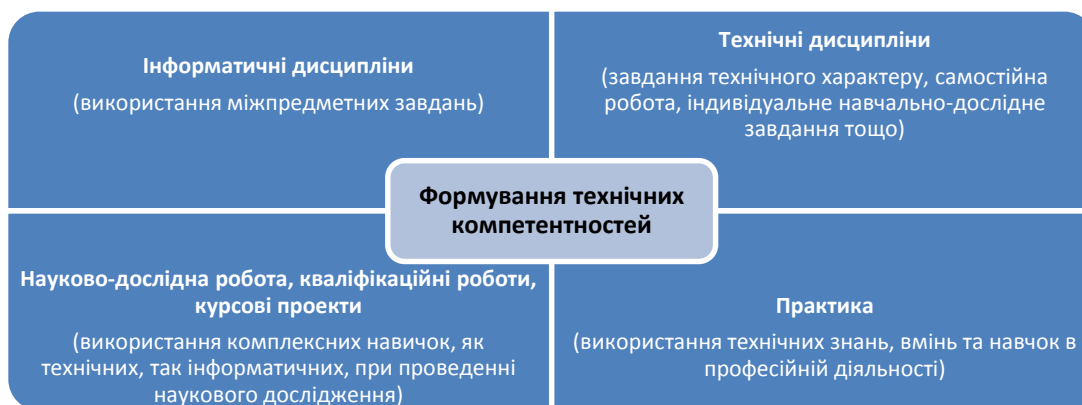 Інформатичні дисципліни
(використання міжпредметних завдань)
Технічні дисципліни
(завдання технічного характеру, самостійна
робота, індивідуальне навчально-дослідне
завдання тощо)
Формування технічних
компетентностей
Науково-дослідна робота, кваліфікаційні роботи,
курсові проекти
(використання комплексних навичок, як
технічних, так інформатичних, при проведенні
наукового дослідження)
Практика
(використання технічних знань, вмінь та навчок в
професійній діяльності)